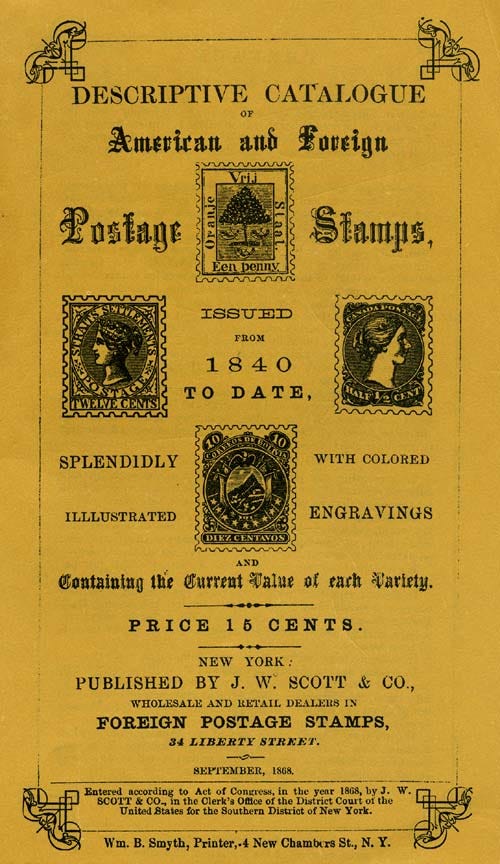 DESCRIPTIVE CATALOGUE
OF
American and Foreign
Postage Stamps,
Vrij
Oranje
Staat
Een penny
STRAITS SETTLEMENTS
POSTAGE
TWELVE CENTS
ISSUED
FROM
1840
TO DATE,
CANADA POSTAGE
HALF 1/2 CENT
SPLENDIDLY
ILLLUSTRATED
10 10
CORREOS DE BOLIVIA
DIEZ CENTAVOS
WITH COLORED
ENGRAVINGS
AND
Containing the Current Value of each Variety.
PRICE 15 CENTS.
NEW YORK:
PUBLISHED BY J. W. SCOTT & CO.,
WHOLESALE AND RETAIL DEALERS IN
FOREIGN POSTAGE STAMPS,
34 LIBERTY STREET.
SEPTEMBER, 1868.
Entered according to Act of Congress, in the year 1868, by J. W.
SCOTT & CO., in the Clerk's Office of the District Court of the
United States for the Southern District of New York.
Wm. B. Smyth, Printer, 4 New Chambers St., N. Y.